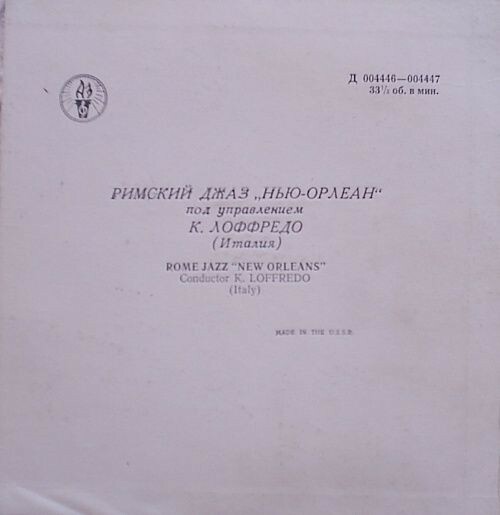 Д 004446—004447
33⅓ об. в мин.
РИМСКИЙ ДЖАЗ „НЬЮ-ОРЛЕАН“
под управлением
К. ЛОФФРЕДО
(Италия)
ROME JAZZ "NEW ORLEANS"
Conductor K. LOFFREDO
(Italy)
MADE IN THE U.S.S.R.